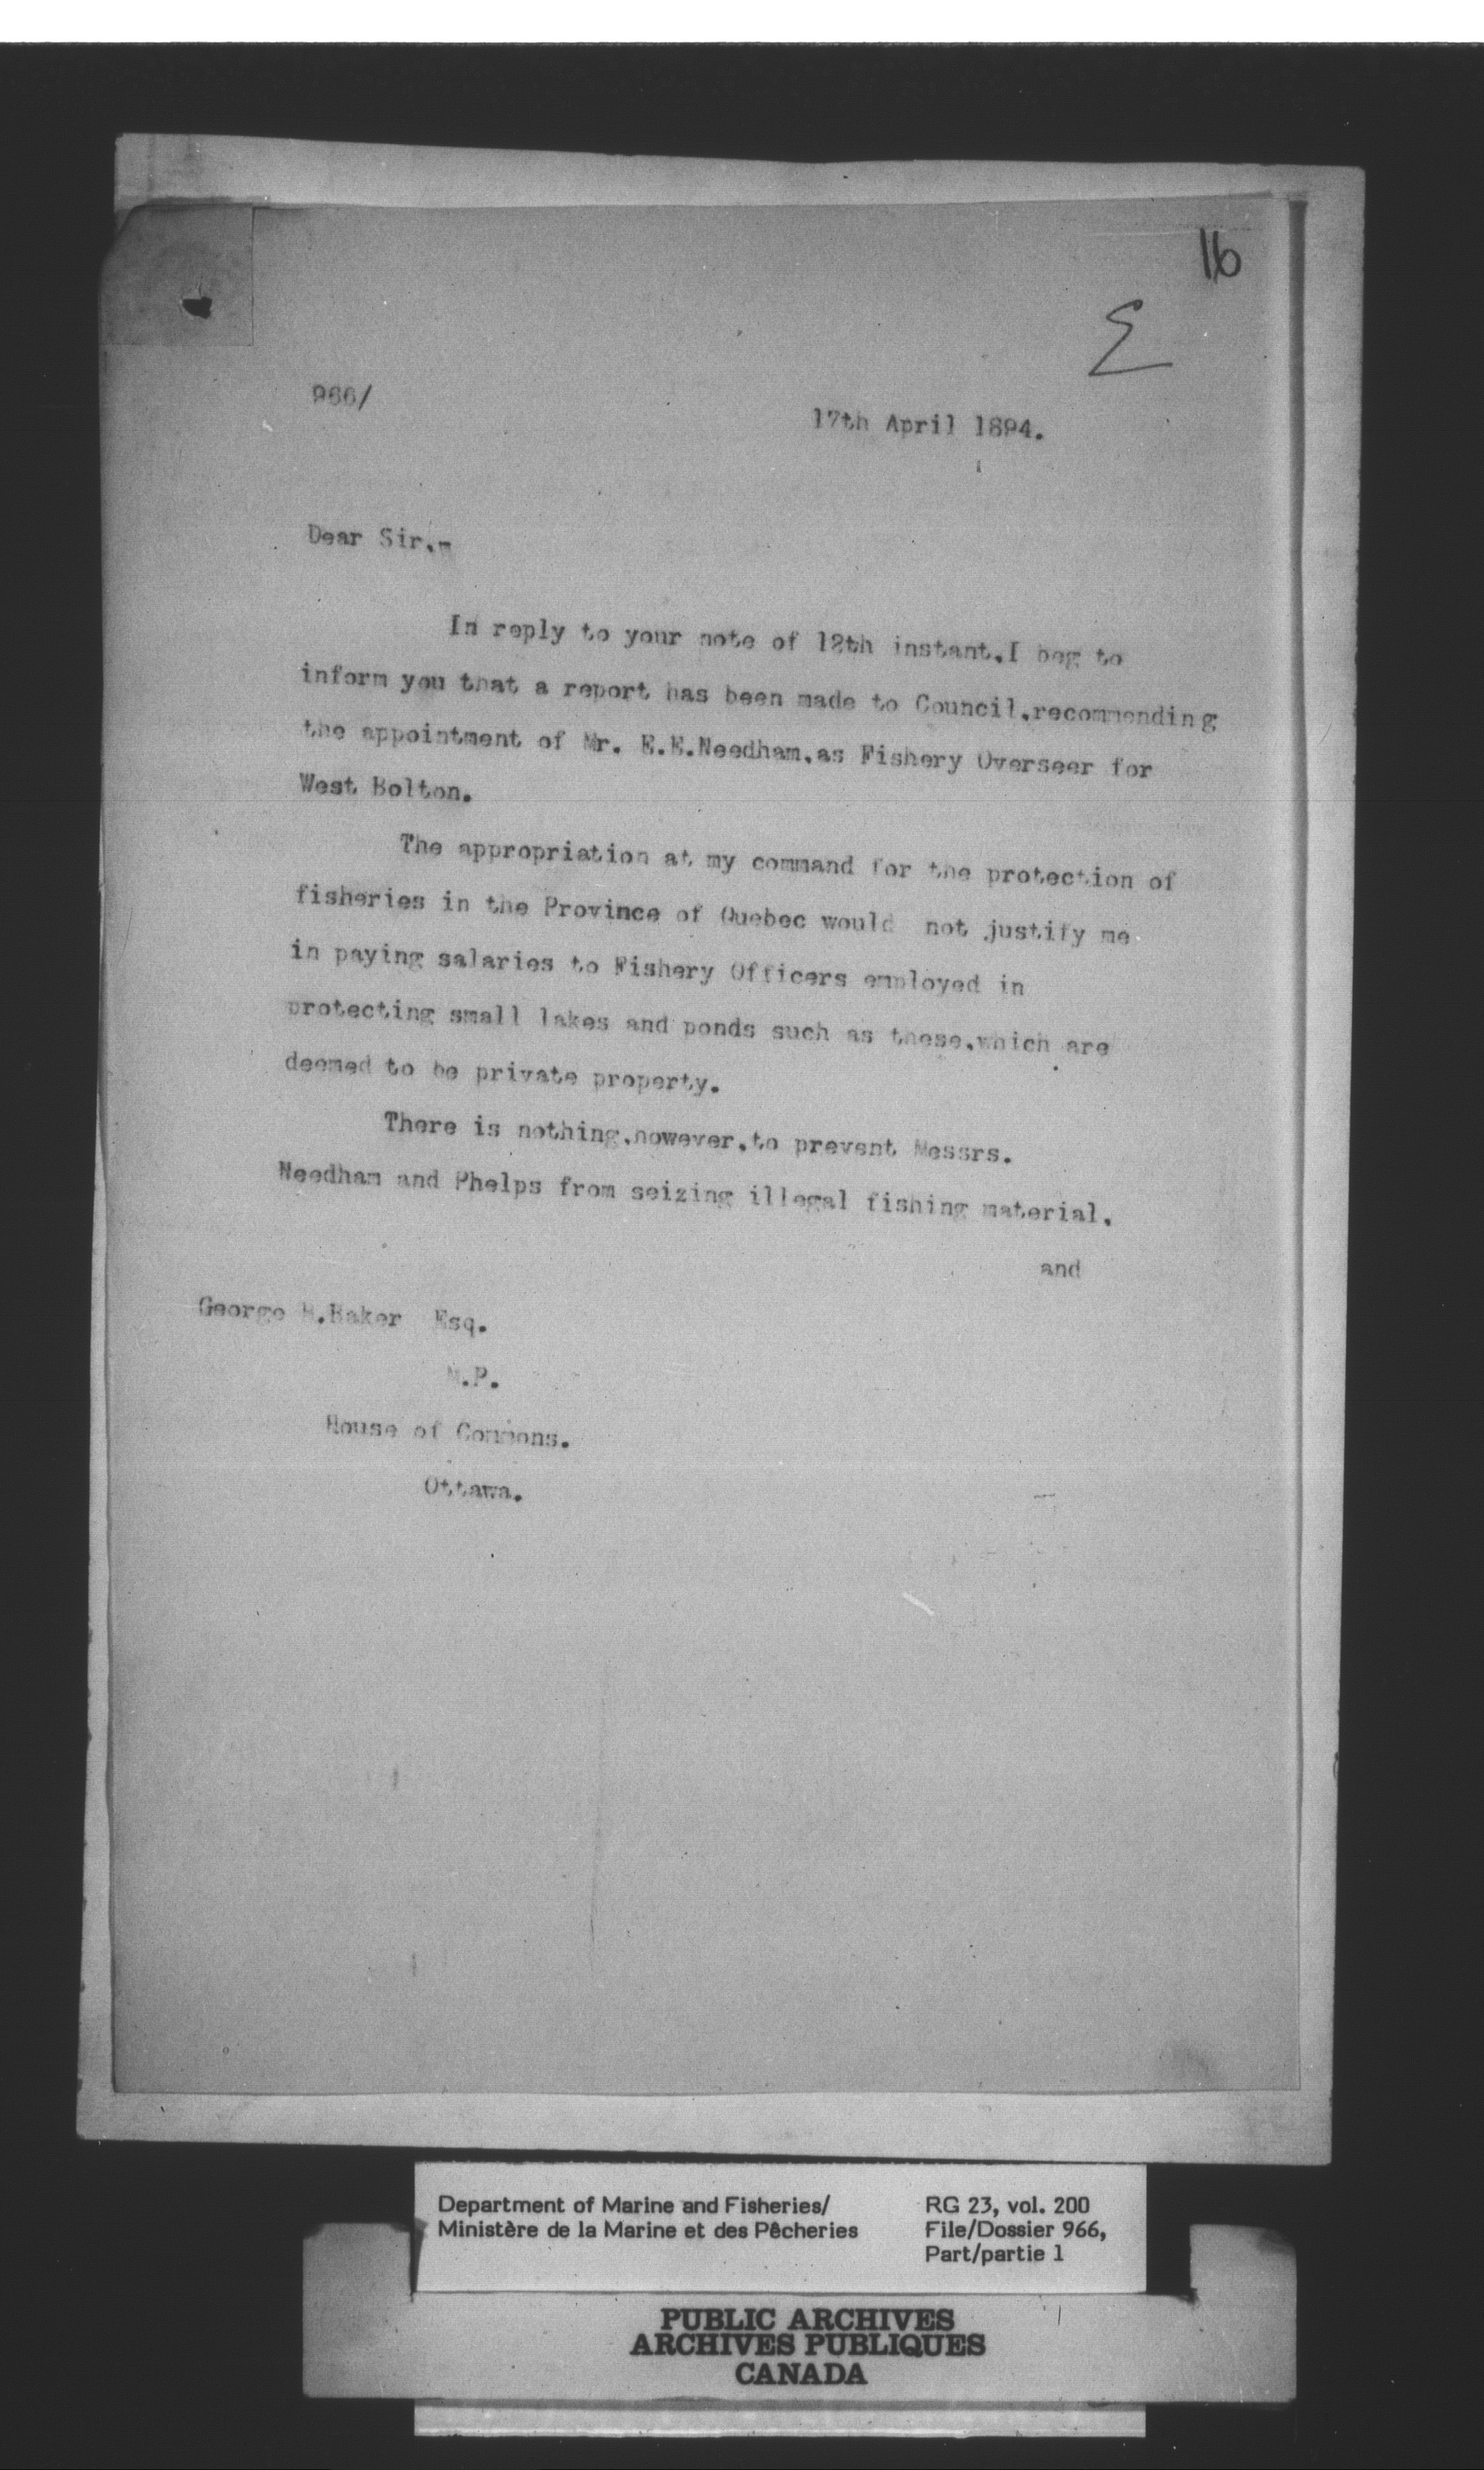 16
966/
17th April 1894.
Dear Sir,-
In reply to your note of 12th instant,I beg to
inform you that a report has been made to Council,recommending
the appointment of Mr. E.E.Needham,as Fishery Overseer for
West Bolton.
The appropriation at my command for the protection of
fisheries in the Province of Quebec would not justify me
in paying salaries to Fishery Officers employed in
protecting small lakes and ponds such as these,which are
deemed to be private property.
There is nothing,however,to prevent Messrs.
Needham and Phelps from seizing illegal fishing material,
and
George B.Baker Esq.
M.P.
House of Commons.
Ottawa.
Department of Marine and Fisheries/
Ministère de la Marine et des Pêcheries
RG 23, vol. 200
File/Dossier 966,
Part/partie 1
PUBLIC ARCHIVES
ARCHIVES PUBLIQUES
CANADA